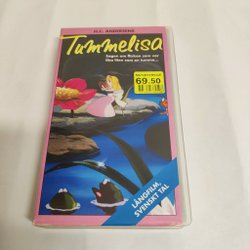 H.C. ANDERSENS
Tummelisa
Sagan om flickan som var
lika liten som en tumme...
69.50
LÅNGFILM
SVENSKT TAL